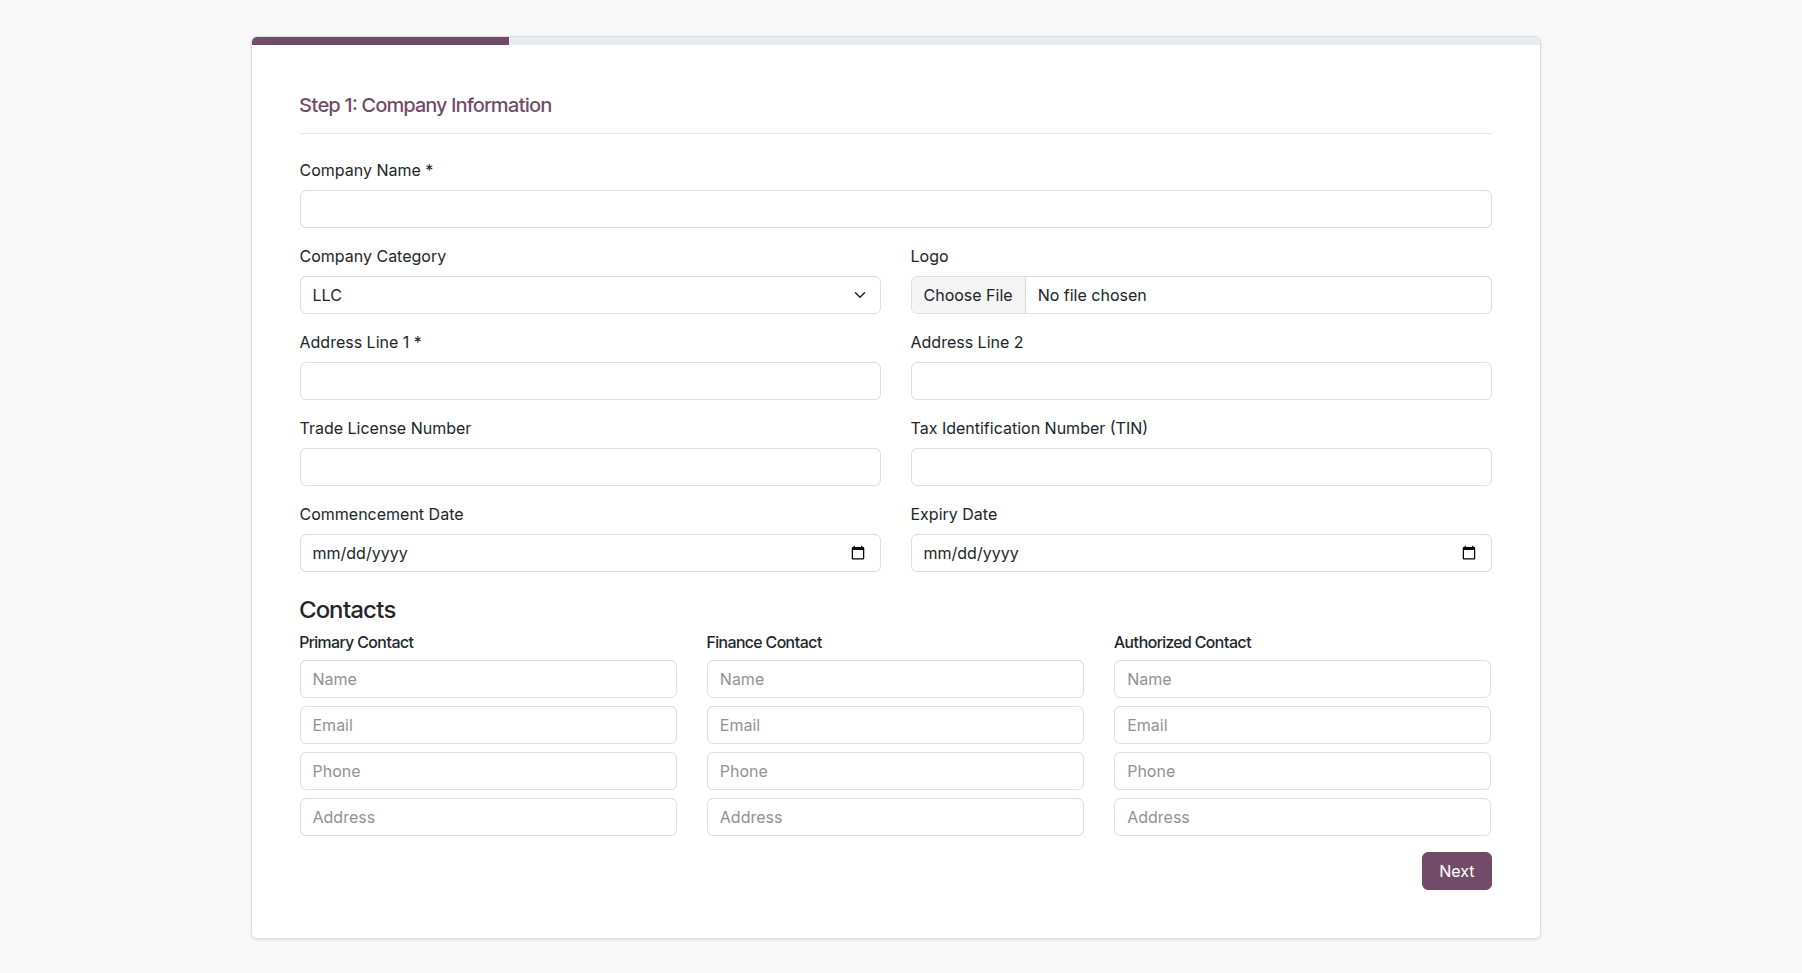 Step 1: Company Information
Company Name *
Company Category
Logo
LLC
Choose File
No file chosen
Address Line 1 *
Address Line 2
Trade License Number
Tax Identification Number (TIN)
Commencement Date
Expiry Date
mm/dd/yyyy
mm/dd/yyyy
Contacts
Primary Contact
Finance Contact
Authorized Contact
Name
Name
Name
Email
Email
Email
Phone
Phone
Phone
Address
Address
Address
Next